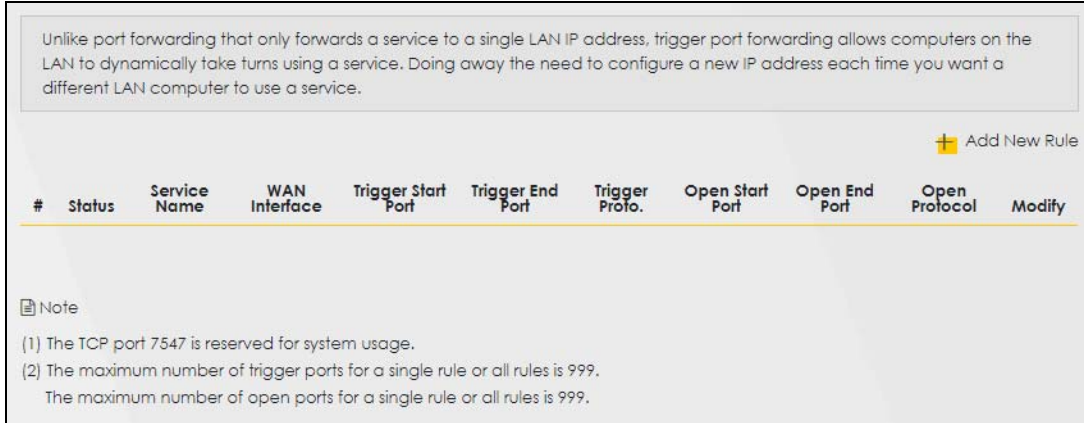 Unlike port forwarding that only forwards a service to a single LAN IP address, trigger port forwarding allows computers on the
LAN to dynamically take turns using a service. Doing away the need to configure a new IP address each time you want a
different LAN computer to use a service.
+ Add New Rule
# Status Service Name WAN Interface Trigger Start Port Trigger End Port Trigger Proto. Open Start Port Open End Port Open Protocol Modify
Note
(1) The TCP port 7547 is reserved for system usage.
(2) The maximum number of trigger ports for a single rule or all rules is 999.
The maximum number of open ports for a single rule or all rules is 999.